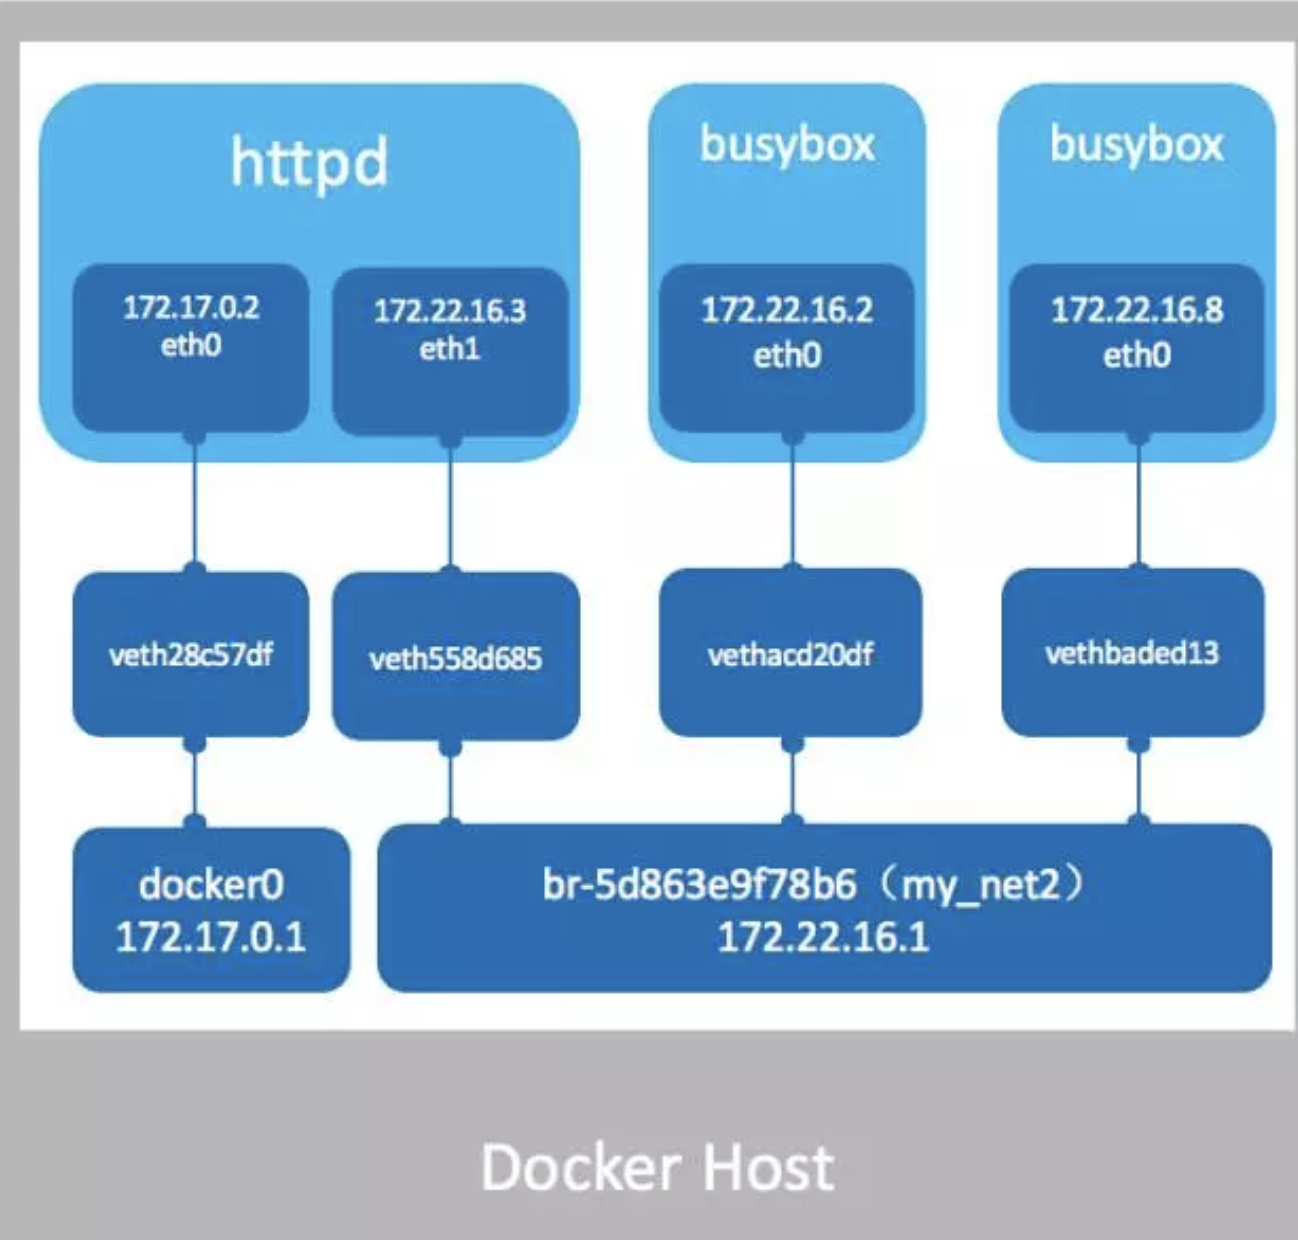 httpd
busybox
busybox
172.17.0.2
eth0
172.22.16.3
eth1
172.22.16.2
eth0
172.22.16.8
eth0
veth28c57df
veth558d685
vethacd20df
vethbaded13
docker0
172.17.0.1
br-5d863e9f78b6（my_net2）
172.22.16.1
Docker Host